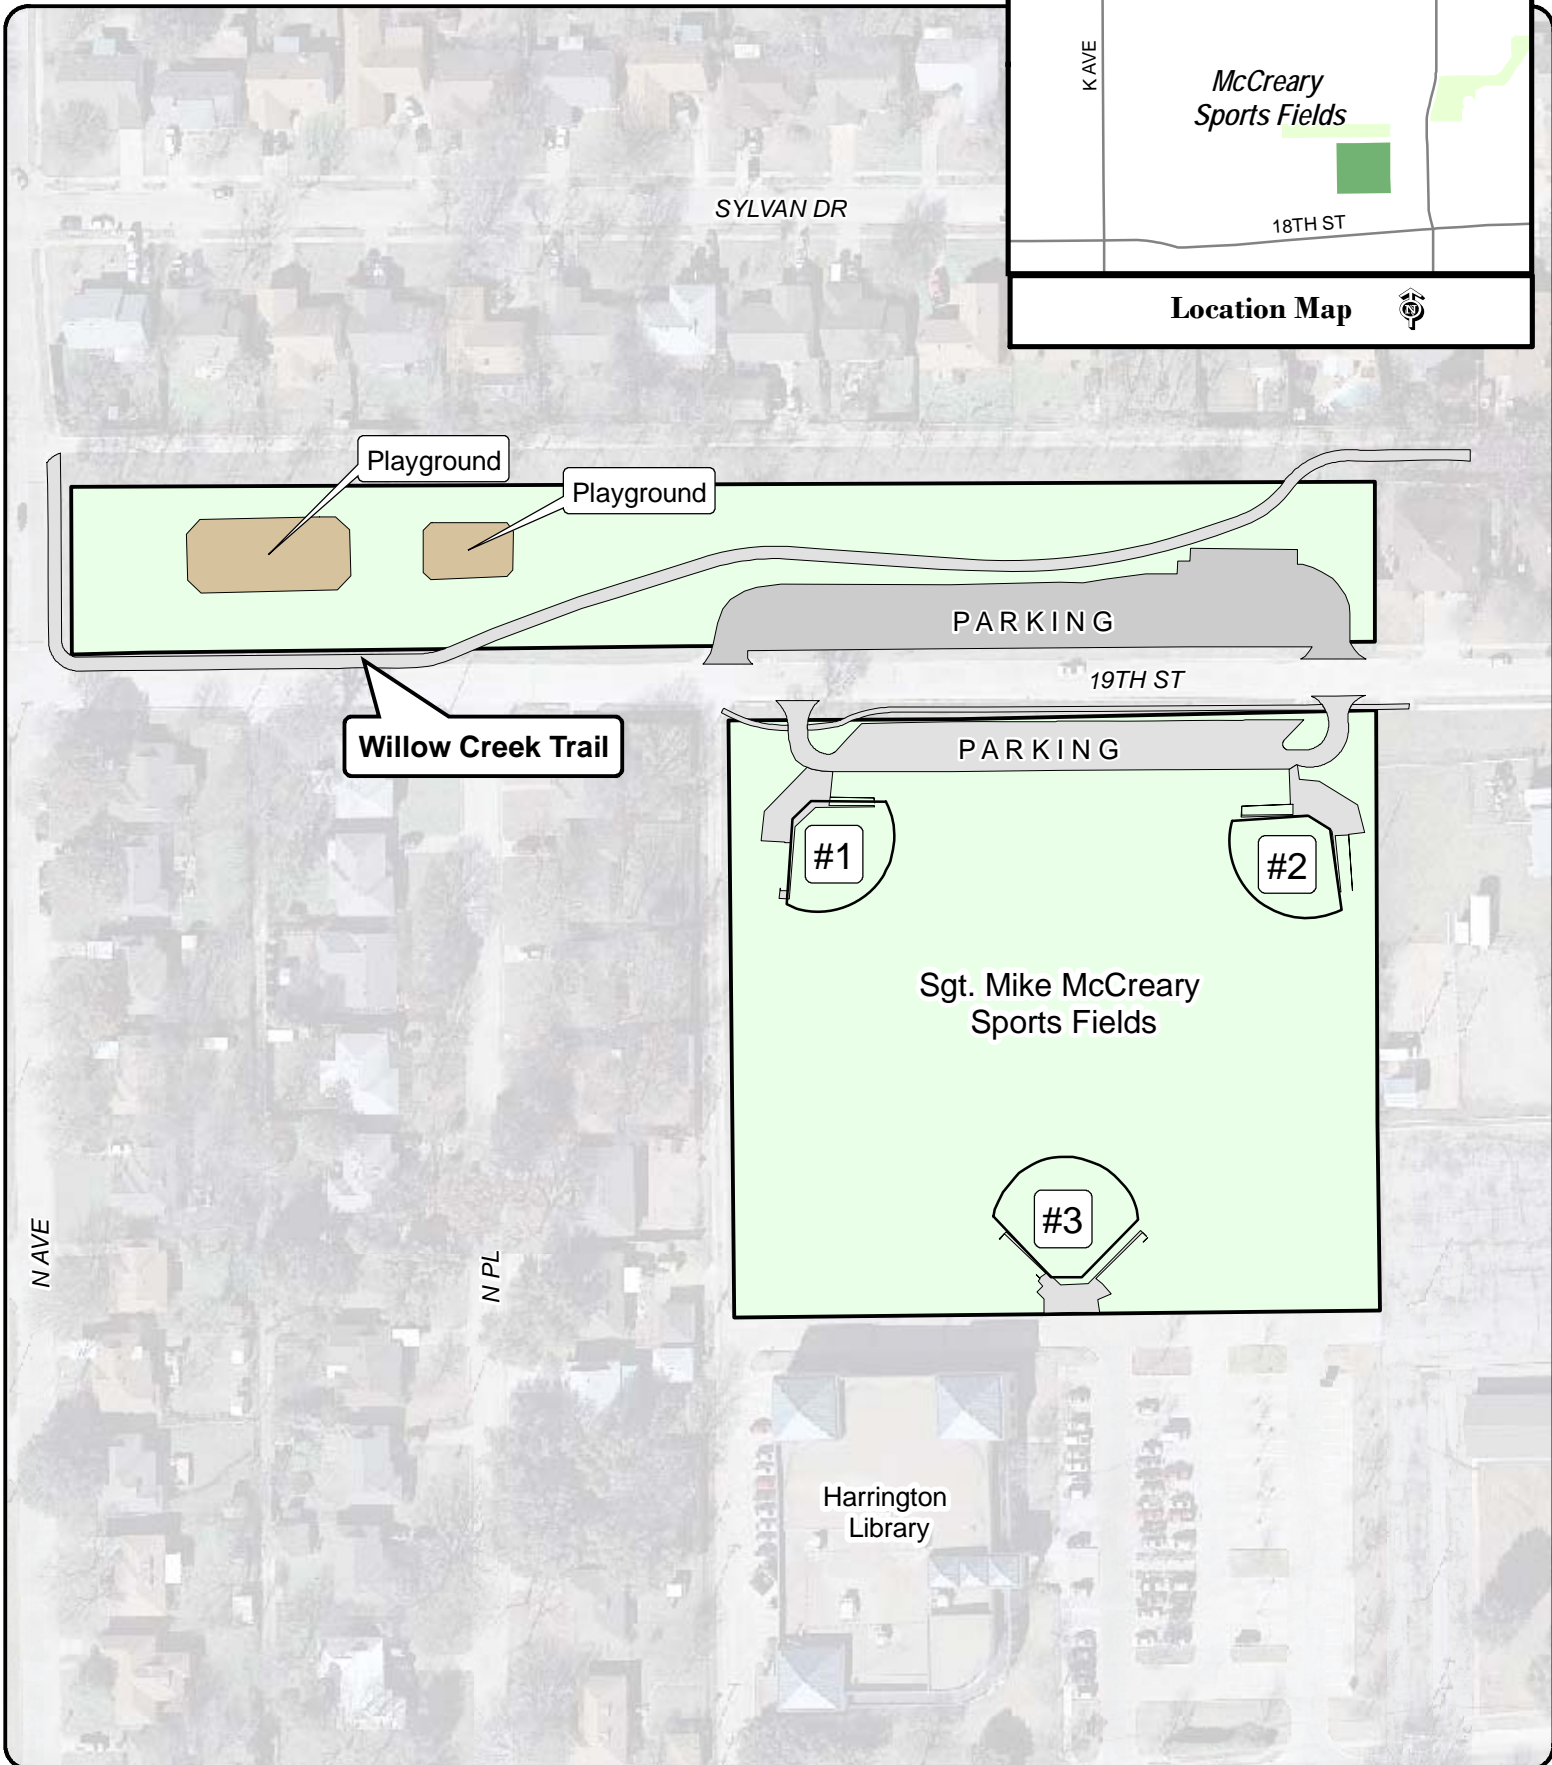 K AVE
McCreary
Sports Fields
18TH ST
Location Map
N
SYLVAN DR
Playground
Playground
PARKING
19TH ST
Willow Creek Trail
PARKING
#1
#2
Sgt. Mike McCreary
Sports Fields
#3
N AVE
N PL
Harrington
Library